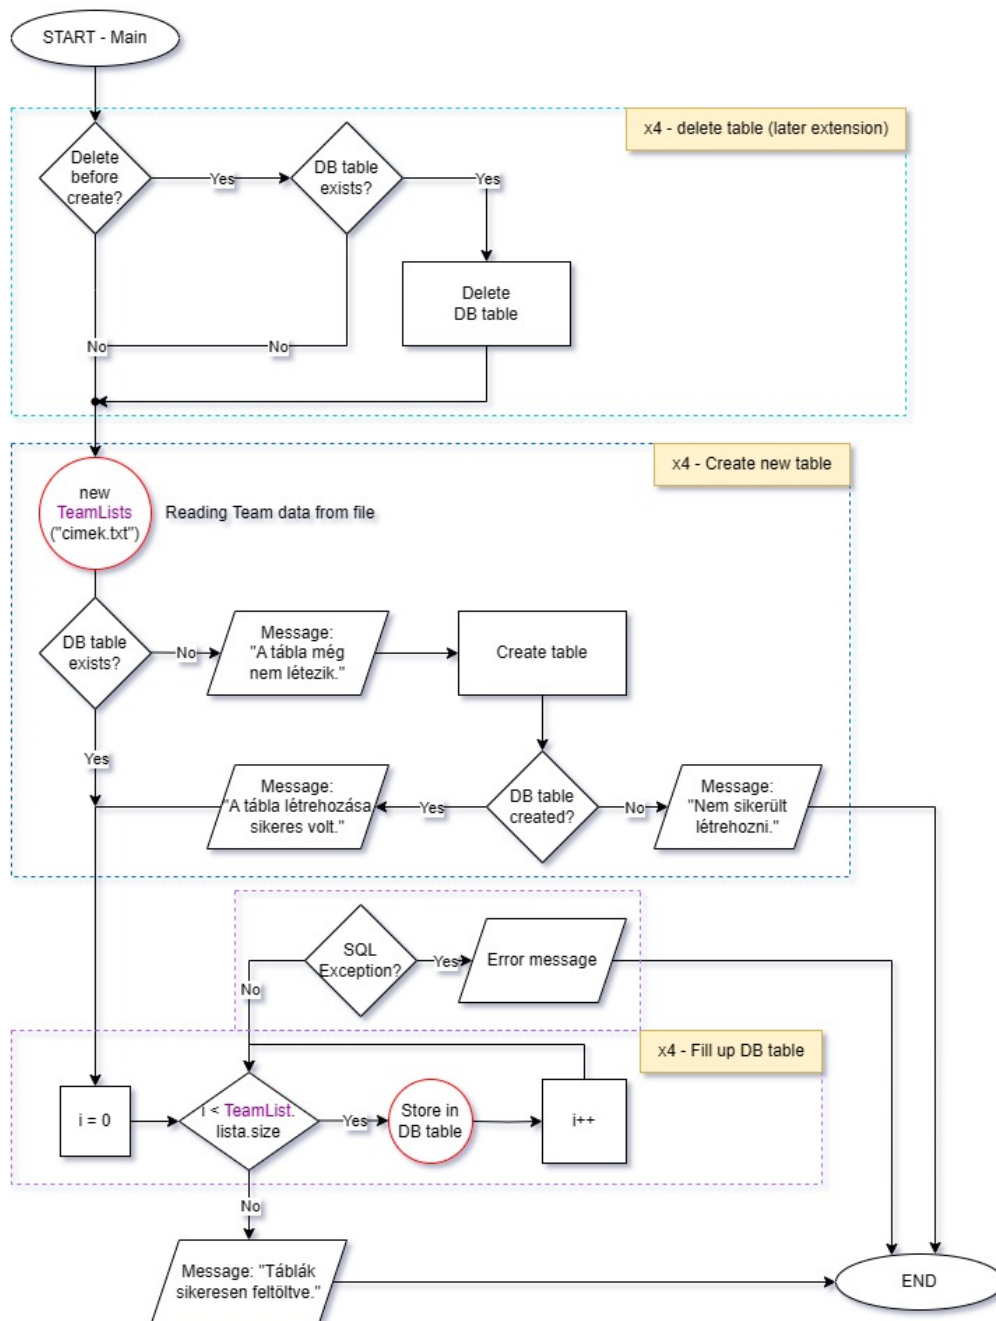 START - Main
x4 - delete table (later extension)
Delete
before
create?
Yes
DB table
exists?
Yes
Delete
DB table
No
No
x4 - Create new table
new
TeamLists
("cimek.txt")
Reading Team data from file
DB table
exists?
No
Message:
"A tábla még
nem létezik."
Create table
Yes
Message:
"A tábla létrehozása
sikeres volt."
Yes
DB table
created?
No
Message:
"Nem sikerült
létrehozni."
SQL
Exception?
Yes
Error message
No
x4 - Fill up DB table
i = 0
i < TeamList.
lista.size
Yes
Store in
DB table
i++
No
Message: "Táblák
sikeresen feltöltve."
END